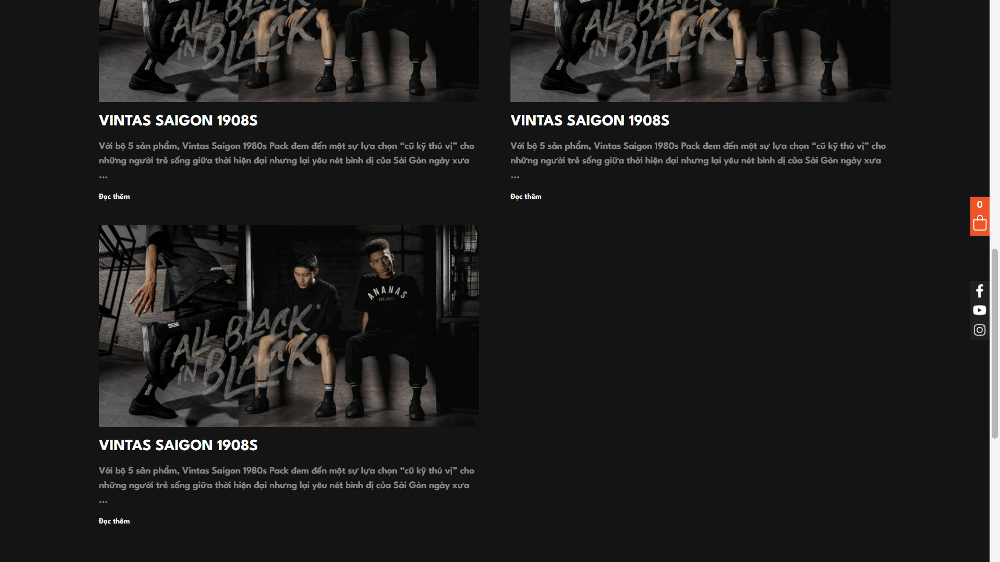 ALL BLACK
IN BLACK
ALL BLACK
IN BLACK
VINTAS SAIGON 1908S
Với bộ 5 sản phẩm, Vintas Saigon 1980s Pack đem đến một sự lựa chọn “cũ kỹ thú vị” cho
những người trẻ sống giữa thời hiện đại nhưng lại yêu nét bình dị của Sài Gòn ngày xưa
...
Đọc thêm
VINTAS SAIGON 1908S
Với bộ 5 sản phẩm, Vintas Saigon 1980s Pack đem đến một sự lựa chọn “cũ kỹ thú vị” cho
những người trẻ sống giữa thời hiện đại nhưng lại yêu nét bình dị của Sài Gòn ngày xưa
...
Đọc thêm
0
ANANAS
EST.2017
ALL BLACK
IN BLACK
VINTAS SAIGON 1908S
Với bộ 5 sản phẩm, Vintas Saigon 1980s Pack đem đến một sự lựa chọn “cũ kỹ thú vị” cho
những người trẻ sống giữa thời hiện đại nhưng lại yêu nét bình dị của Sài Gòn ngày xưa
...
Đọc thêm